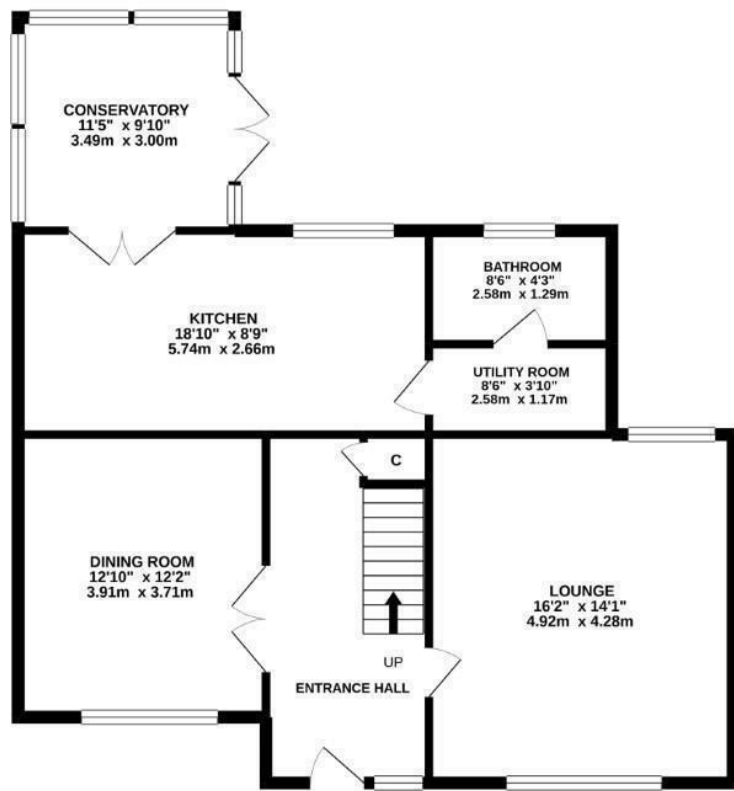 CONSERVATORY
11'5" x 9'10"
3.49m x 3.00m
BATHROOM
8'6" x 4'3"
2.58m x 1.29m
KITCHEN
18'10" x 8'9"
5.74m x 2.66m
UTILITY ROOM
8'6" x 3'10"
2.58m x 1.17m
C
DINING ROOM
12'10" x 12'2"
3.91m x 3.71m
LOUNGE
16'2" x 14'1"
4.92m x 4.28m
UP
ENTRANCE HALL